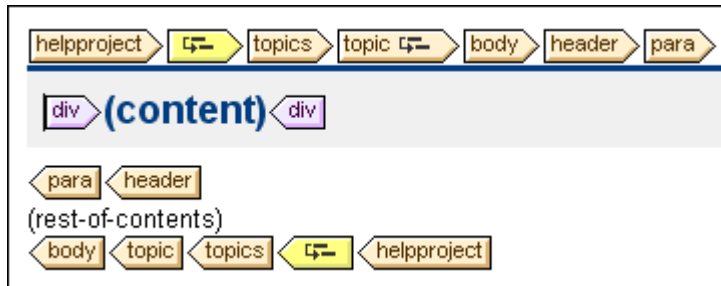 helpproject topics topic body header para
div (content) div
para header
(rest-of-contents)
body topic topics helpproject